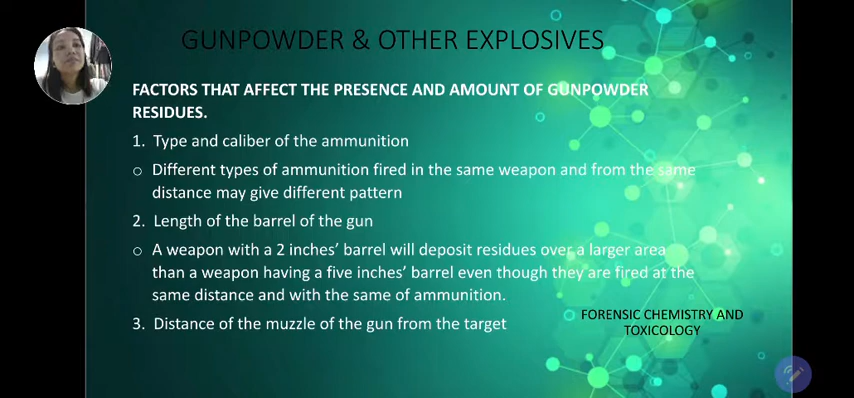 GUNPOWDER & OTHER EXPLOSIVES
FACTORS THAT AFFECT THE PRESENCE AND AMOUNT OF GUNPOWDER
RESIDUES.
1. Type and caliber of the ammunition
o Different types of ammunition fired in the same weapon and from the same
distance may give different pattern
2. Length of the barrel of the gun
o A weapon with a 2 inches’ barrel will deposit residues over a larger area
than a weapon having a five inches’ barrel even though they are fired at the
same distance and with the same of ammunition.
3. Distance of the muzzle of the gun from the target
FORENSIC CHEMISTRY AND
TOXICOLOGY